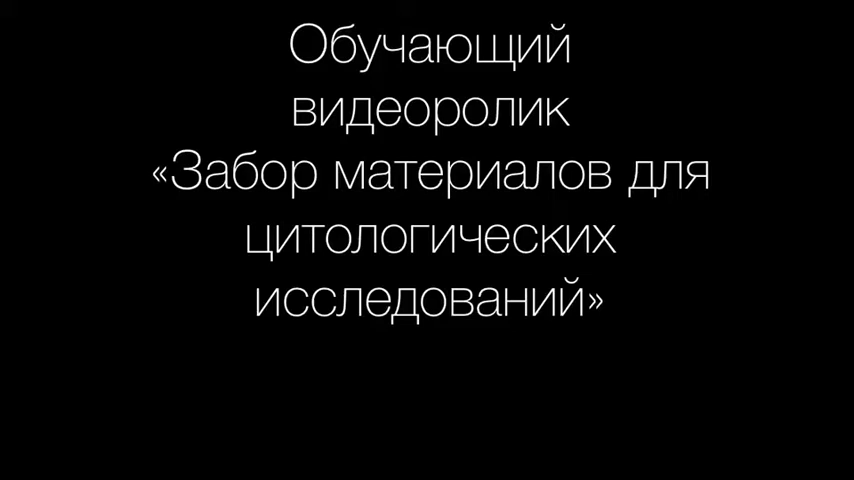 Обучающий
видеоролик
«Забор материалов для
цитологических
исследований»